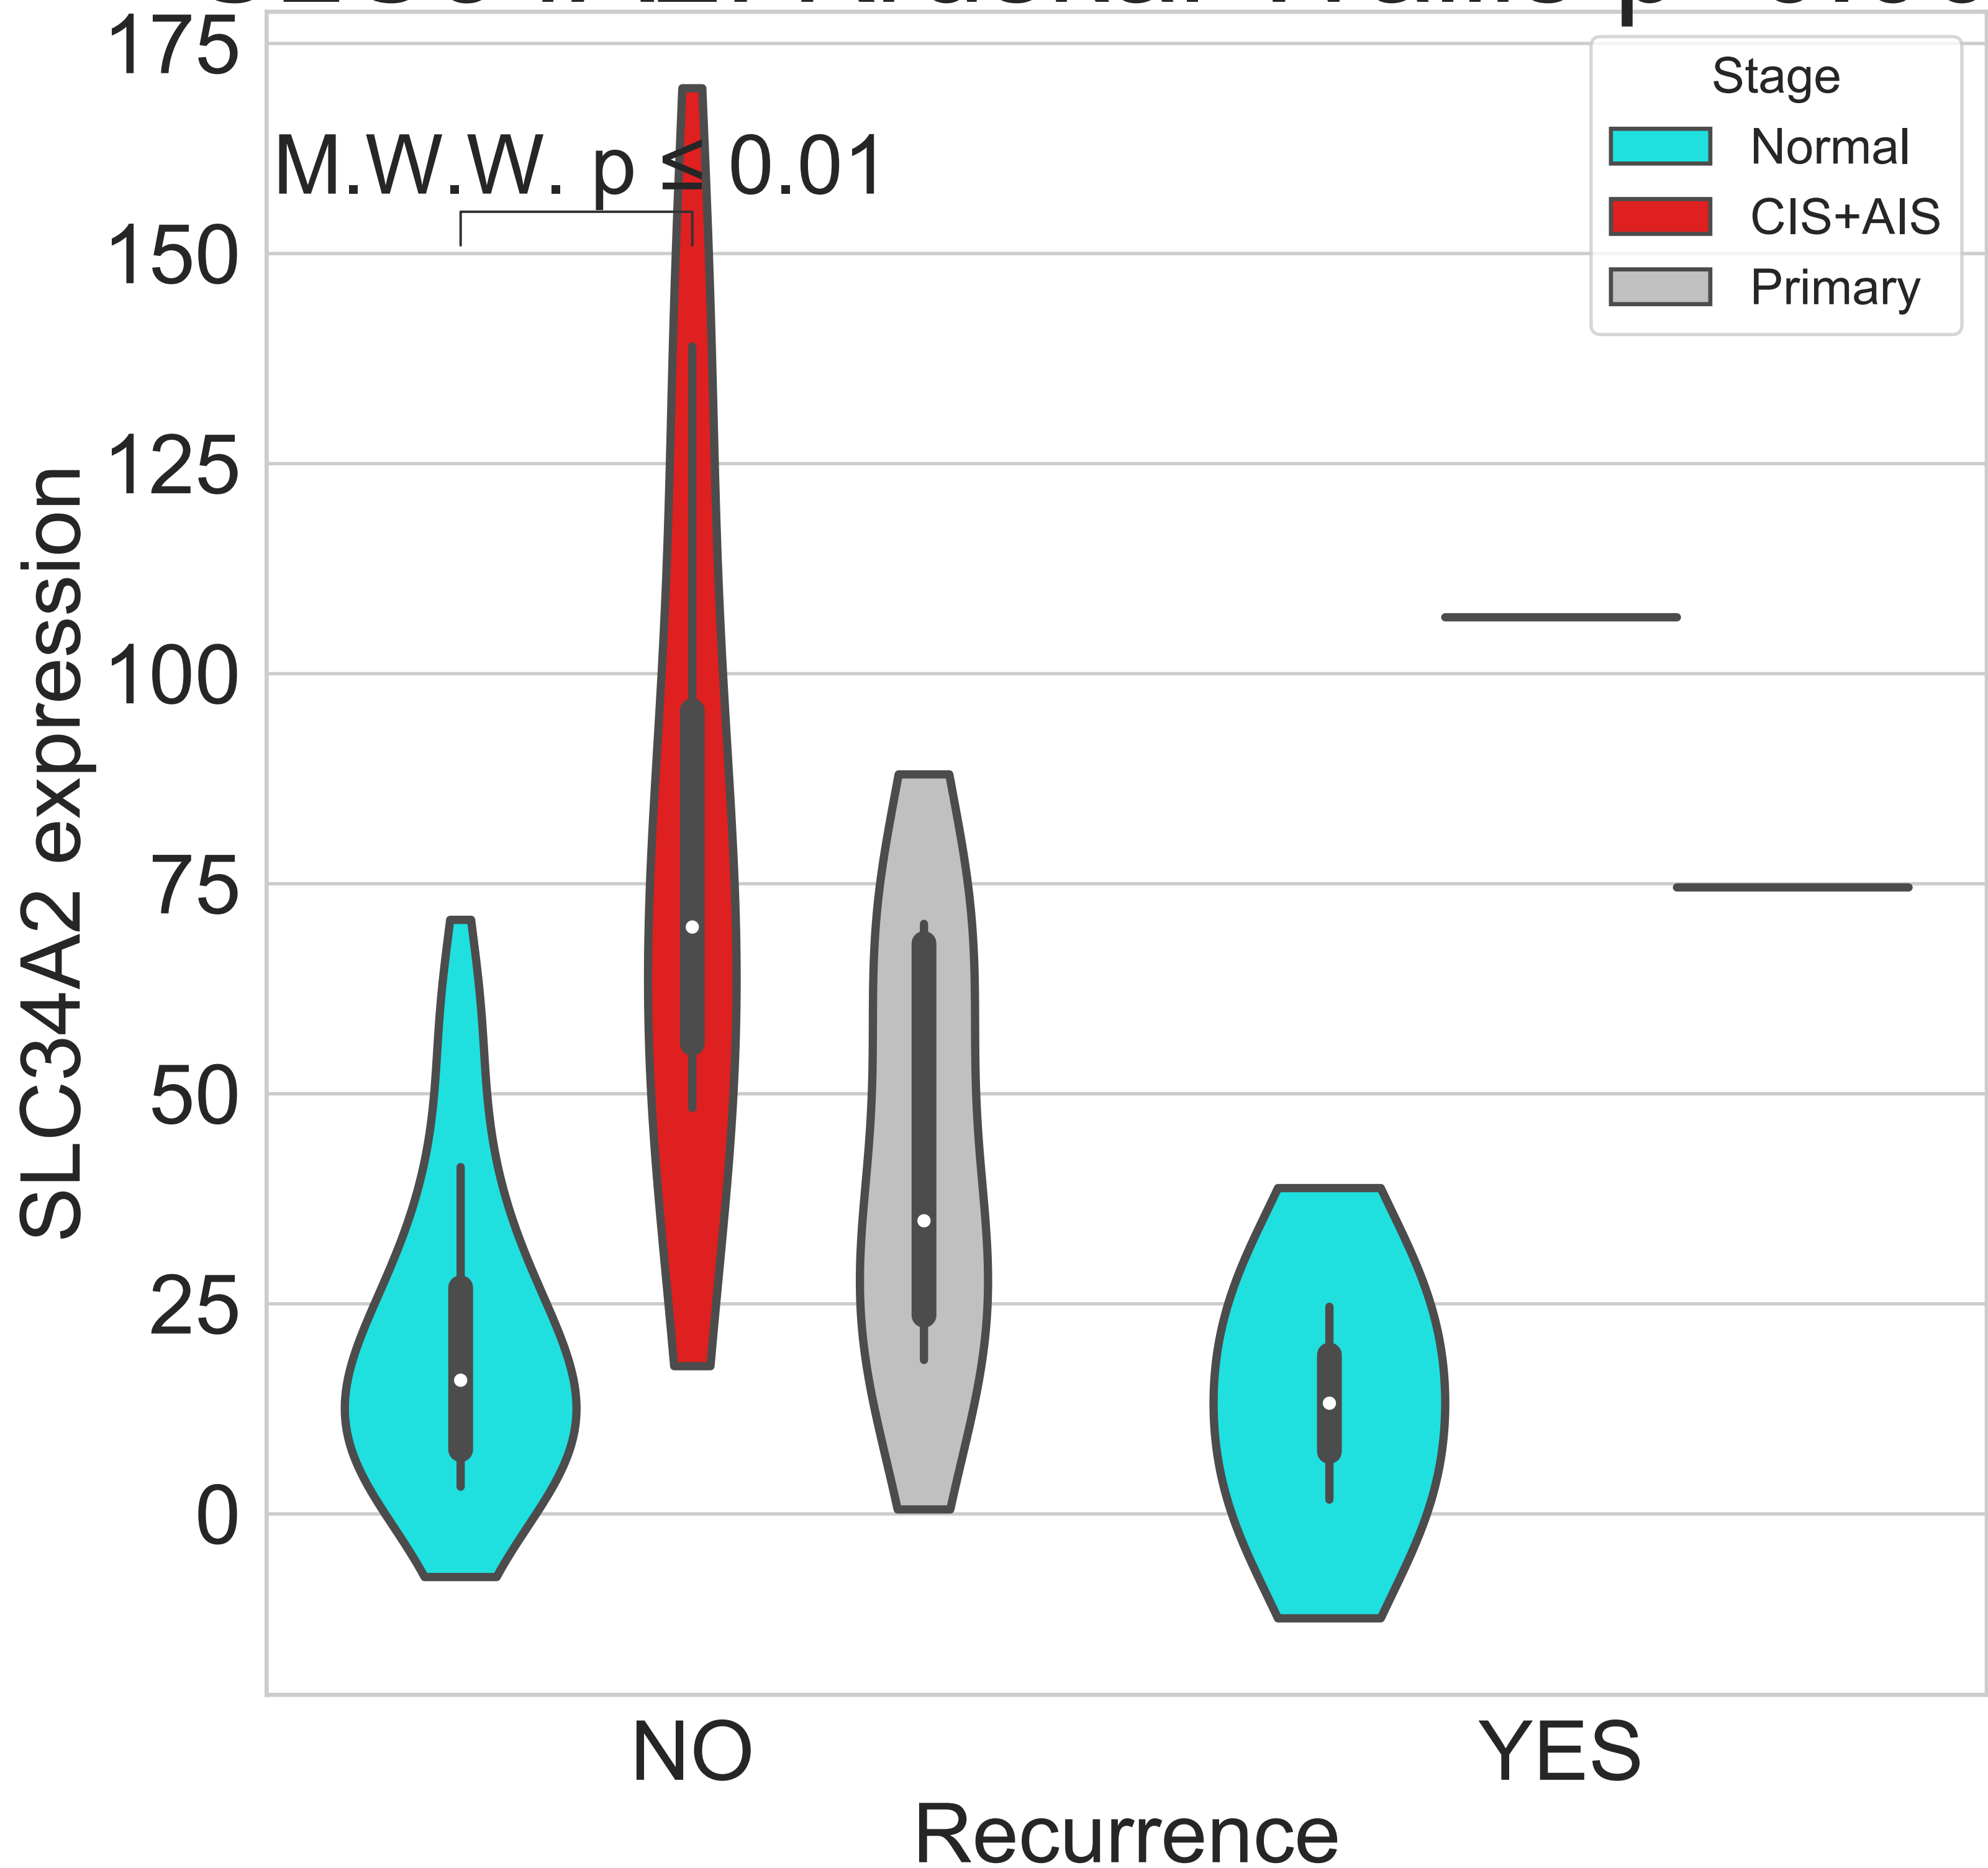 175
150
125
100
75
50
25
0
SLC34A2 expression
M.W.W. p ≤ 0.01
Stage
Normal
CIS+AIS
Primary
NO
YES
Recurrence